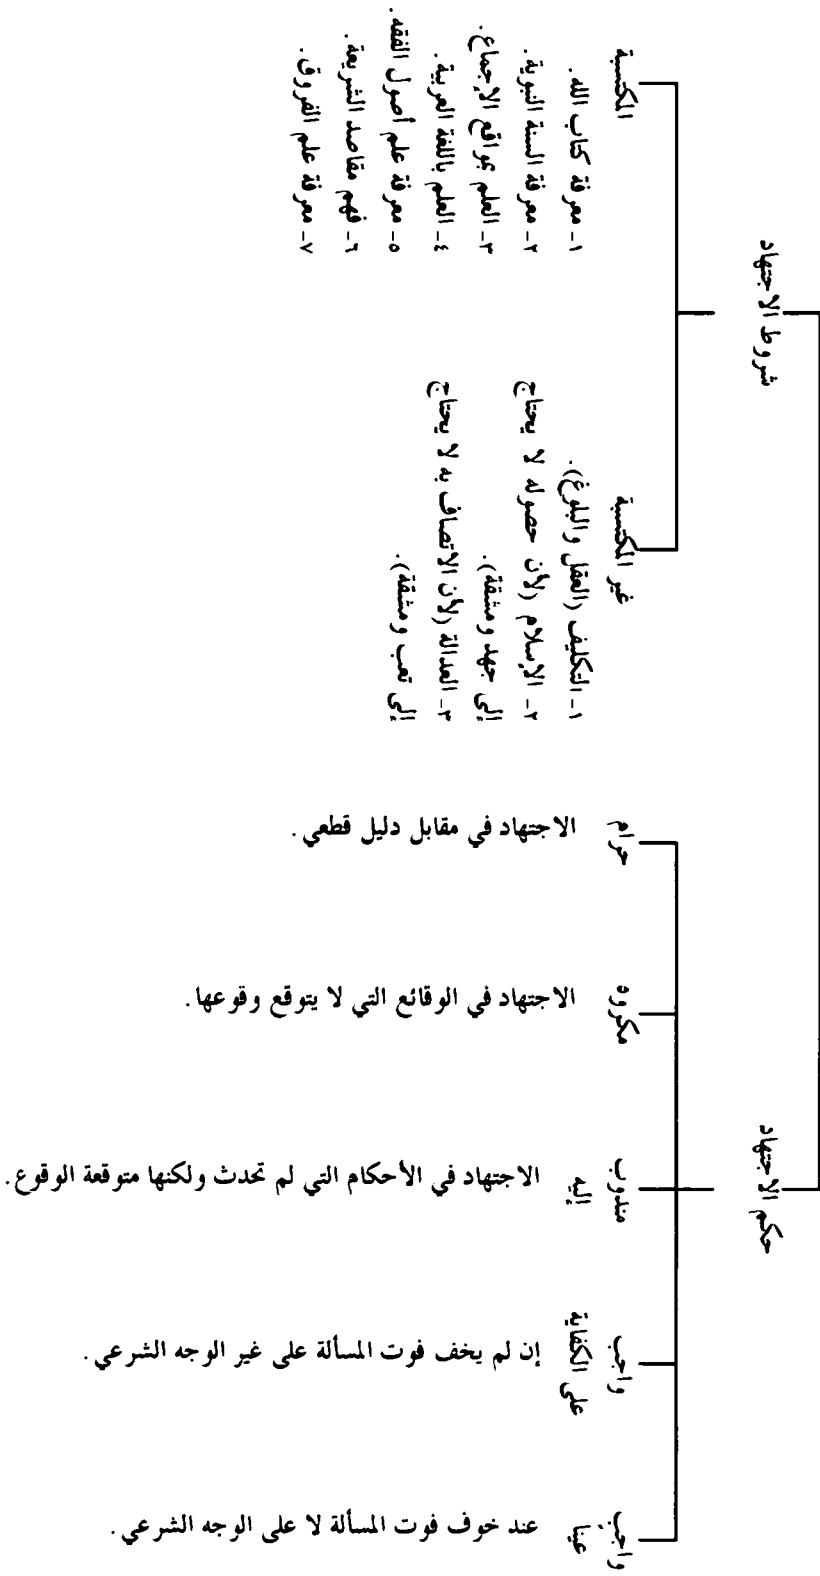 شروط الاجتهاد
المكتسبة
١- معرفة كتاب الله.
٢- معرفة السنة النبوية.
٣- العلم بمواقع الإجماع.
٤- العلم باللغة العربية.
٥- معرفة علم أصول الفقه.
٦- فهم مقاصد الشريعة.
٧- معرفة علم الفروق.
غير المكتسبة
١- التكليف (العقل والبلوغ).
٢- الإسلام (لأن حصوله لا يحتاج
إلى جهد ومشقة).
٣- العدالة (لأن الاتصاف به لا يحتاج
إلى تعب ومشقة).
حكم الاجتهاد
حرام
الاجتهاد في مقابل دليل قطعي.
مكروه
الاجتهاد في الوقائع التي لا يتوقع وقوعها.
مندوب
إليه
الاجتهاد في الأحكام التي لم تحدث ولكنها متوقعة الوقوع.
واجب
على الكفاية
إن لم يخف فوت المسألة على غير الوجه الشرعي.
واجب
عينا
عند خوف فوت المسألة لا على الوجه الشرعي.